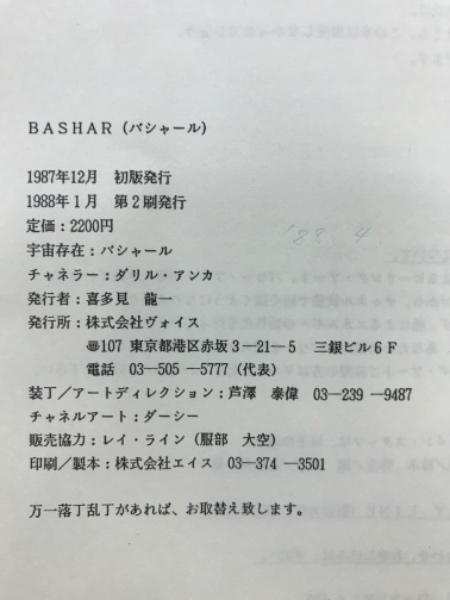 BASHAR（バシャール）
1987年12月　初版発行
1988年１月　第２刷発行
定価：2200円
宇宙存在：バシャール
チャネラー：ダリル・アンカ
発行者：喜多見　龍一
発行所：株式会社ヴォイス
〠107　東京都港区赤坂３―21―５　三銀ビル６Ｆ
電話　03―505　―5777（代表）
装丁／アートディレクション：芦澤　泰偉　03―239　―9487
チャネルアート：ダーシー
販売協力：レイ・ライン（服部　大空）
印刷／製本：株式会社エイス　03―374　―3501
万一落丁乱丁があれば、お取替え致します。